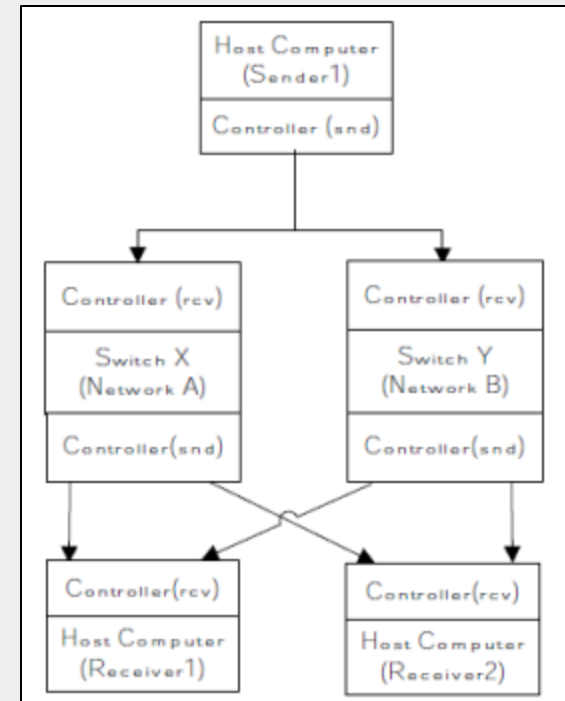 Host Computer
(Sender1)
Controller (snd)
Controller (rcv)
Switch X
(Network A)
Controller(snd)
Controller (rcv)
Switch Y
(Network B)
Controller(snd)
Controller(rcv)
Host Computer
(Receiver1)
Controller(rcv)
Host Computer
(Receiver2)